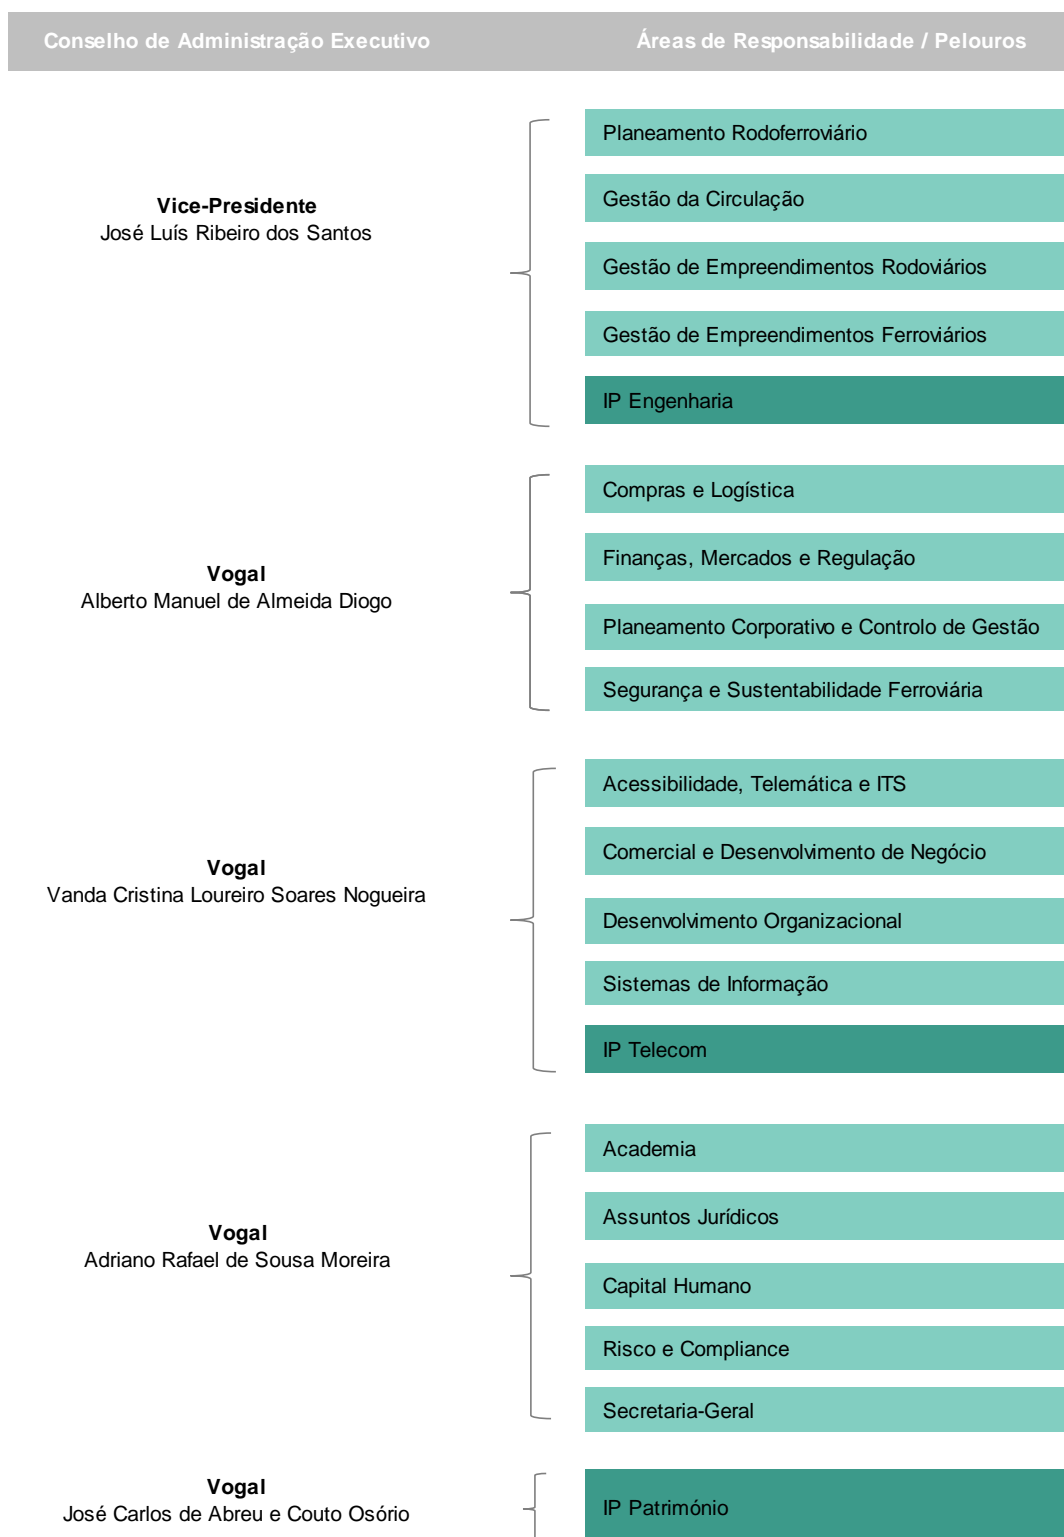 Conselho de Administração Executivo
Áreas de Responsabilidade / Pelouros
Vice-Presidente
José Luís Ribeiro dos Santos
Planeamento Rodoferroviário
Gestão da Circulação
Gestão de Empreendimentos Rodoviários
Gestão de Empreendimentos Ferroviários
IP Engenharia
Vogal
Alberto Manuel de Almeida Diogo
Compras e Logística
Finanças, Mercados e Regulação
Planeamento Corporativo e Controlo de Gestão
Segurança e Sustentabilidade Ferroviária
Vogal
Vanda Cristina Loureiro Soares Nogueira
Acessibilidade, Telemática e ITS
Comercial e Desenvolvimento de Negócio
Desenvolvimento Organizacional
Sistemas de Informação
IP Telecom
Vogal
Adriano Rafael de Sousa Moreira
Academia
Assuntos Jurídicos
Capital Humano
Risco e Compliance
Secretaria-Geral
Vogal
José Carlos de Abreu e Couto Osório
IP Património